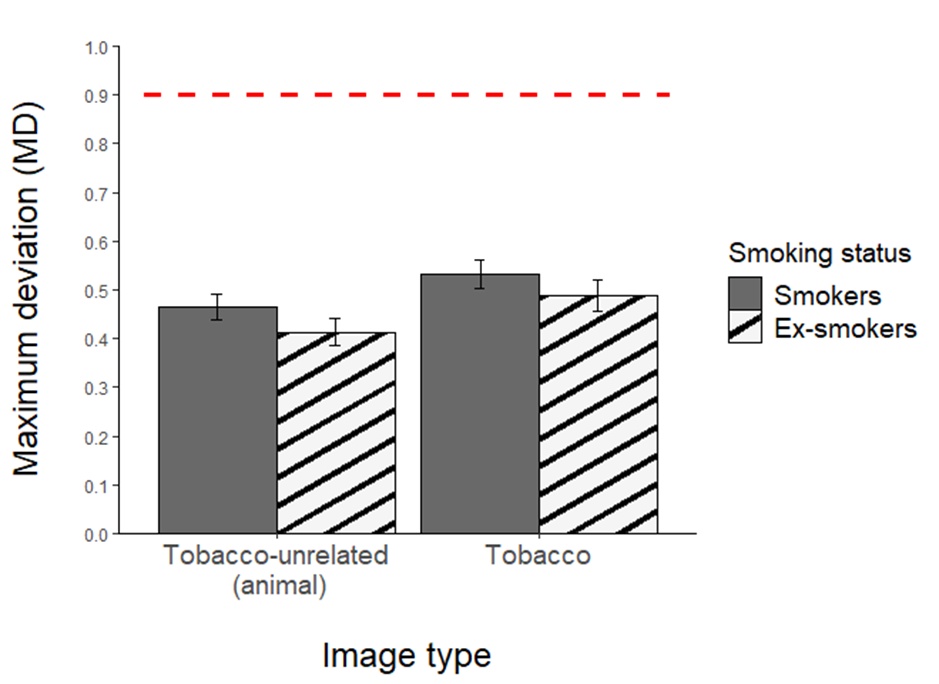 Maximum deviation (MD)
1.0
0.9
0.8
0.7
0.6
0.5
0.4
0.3
0.2
0.1
0.0
Tobacco-unrelated
(animal)
Tobacco
Image type
Smoking status
Smokers
Ex-smokers